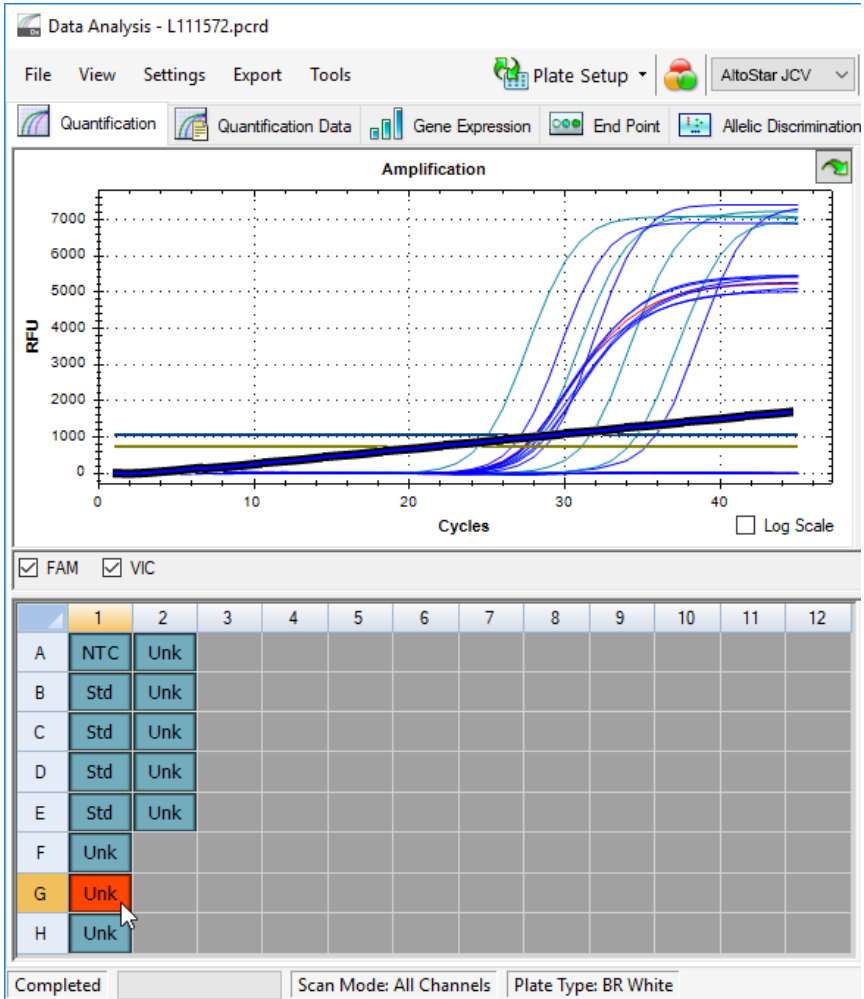 Data Analysis - L111572.pcrd
File View Settings Export Tools Plate Setup AltoStar JCV
Quantification Quantification Data Gene Expression End Point Allelic Discrimination
Amplification
7000
6000
5000
4000
3000
2000
1000
0
RFU
0 10 20 30 40
Cycles
Log Scale
FAM VIC
1 2 3 4 5 6 7 8 9 10 11 12
A NTC Unk
B Std Unk
C Std Unk
D Std Unk
E Std Unk
F Unk
G Unk
H Unk
Completed Scan Mode: All Channels Plate Type: BR White